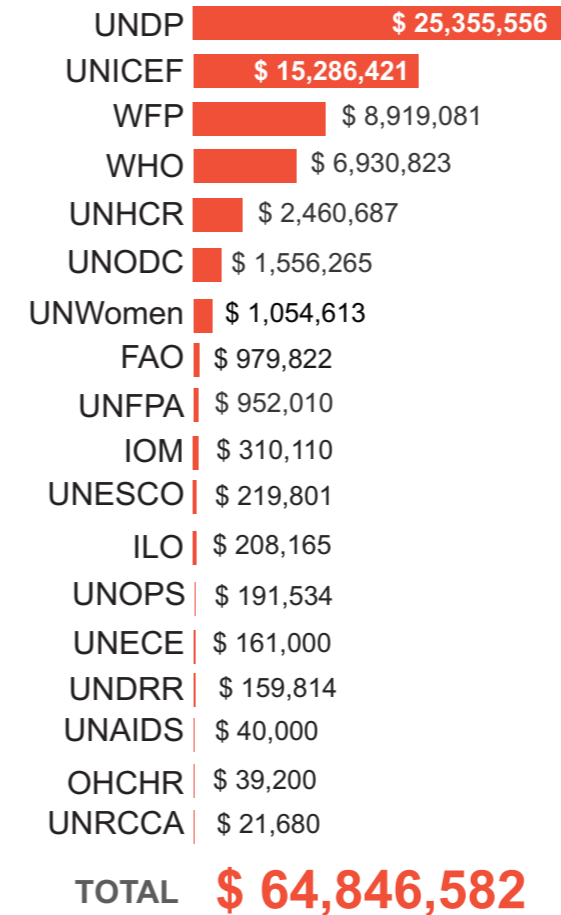 UNDP $ 25,355,556
UNICEF $ 15,286,421
WFP $ 8,919,081
WHO $ 6,930,823
UNHCR $ 2,460,687
UNODC $ 1,556,265
UNWomen $ 1,054,613
FAO $ 979,822
UNFPA $ 952,010
IOM $ 310,110
UNESCO $ 219,801
ILO $ 208,165
UNOPS $ 191,534
UNECE $ 161,000
UNDRR $ 159,814
UNAIDS $ 40,000
OHCHR $ 39,200
UNRCCA $ 21,680
TOTAL $ 64,846,582